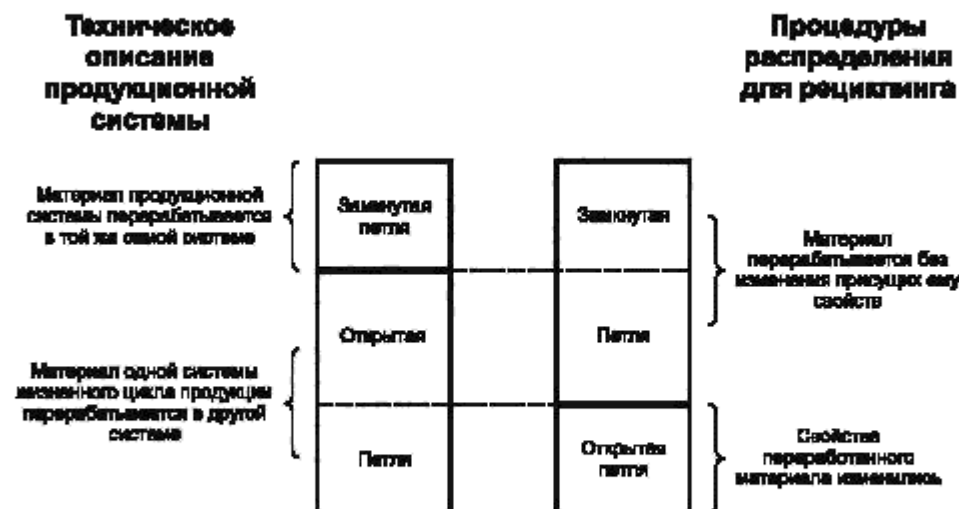 Техническое
описание
продукционной
системы
Процедуры
распределения
для рециклинга
Материал продукционной
системы перерабатывается
в той же самой системе
Замкнутая
петля
Замкнутая
Материал
перерабатывается без
изменения присущих ему
свойств
Открытая
Петля
Материал одной системы
жизненного цикла продукции
перерабатывается в другой
системе
Петля
Открытая
петля
Свойства
переработанного
материала изменились